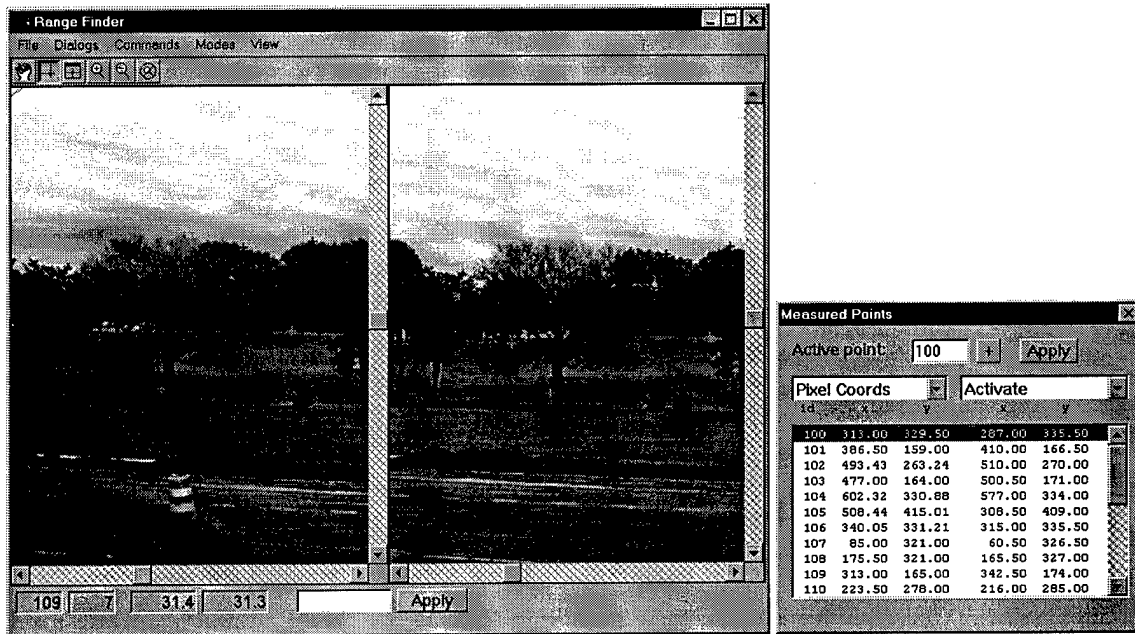 Range Finder
File Dialogs Commands Modes View
109 7 31.4 31.3 Apply
Measured Points
Active point: 100 + Apply
Pixel Coords Activate
id x y x y
100 313.00 329.50 287.00 335.50
101 386.50 159.00 410.00 166.50
102 493.43 263.24 510.00 270.00
103 477.00 164.00 500.50 171.00
104 602.32 330.88 577.00 334.00
105 508.44 415.01 308.50 409.00
106 340.05 331.21 315.00 335.50
107 85.00 321.00 60.50 326.50
108 175.50 321.00 165.50 327.00
109 313.00 165.00 342.50 174.00
110 223.50 278.00 216.00 285.00